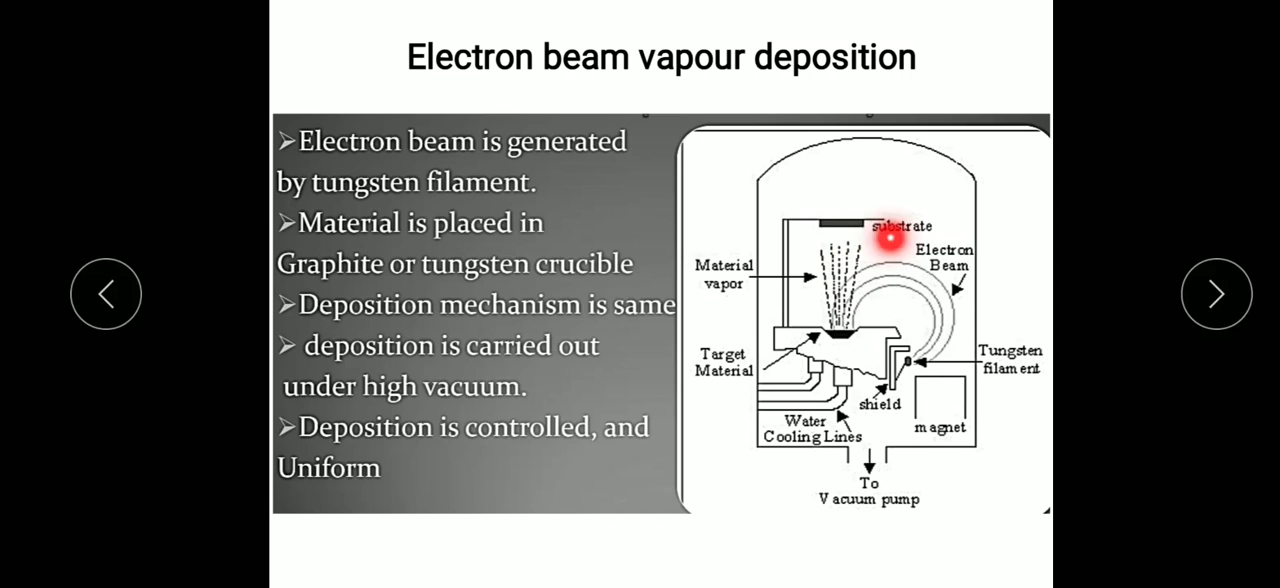 Electron beam vapour deposition
➢Electron beam is generated
by tungsten filament.
➢Material is placed in
Graphite or tungsten crucible
➢Deposition mechanism is same
➢ deposition is carried out
under high vacuum.
➢Deposition is controlled, and
Uniform
substrate
Electron
Beam
Material
vapor
Target
Material
Tungsten
filament
shield
Water
Cooling Lines
magnet
To
Vacuum pump